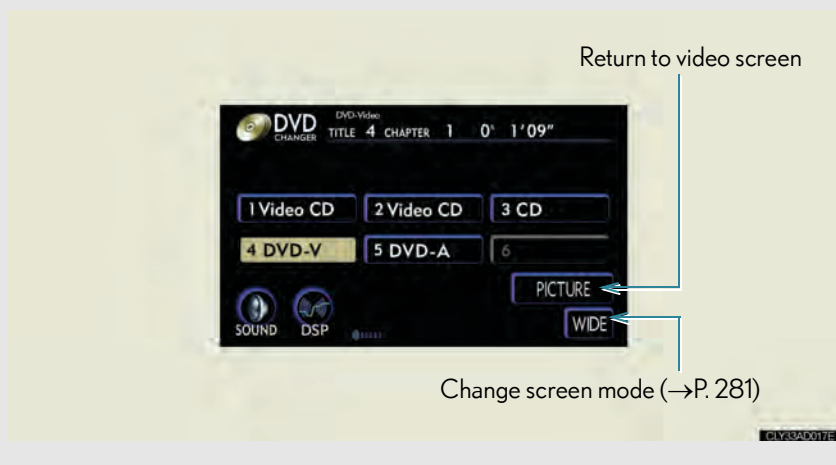 Return to video screen
DVD
CHANGER
DVD-Video
TITLE 4 CHAPTER 1 0ʰ 1'09"
1 Video CD 2 Video CD 3 CD
4 DVD-V 5 DVD-A 6
PICTURE
SOUND DSP WIDE
Change screen mode (→P. 281)
CLY33AD017E